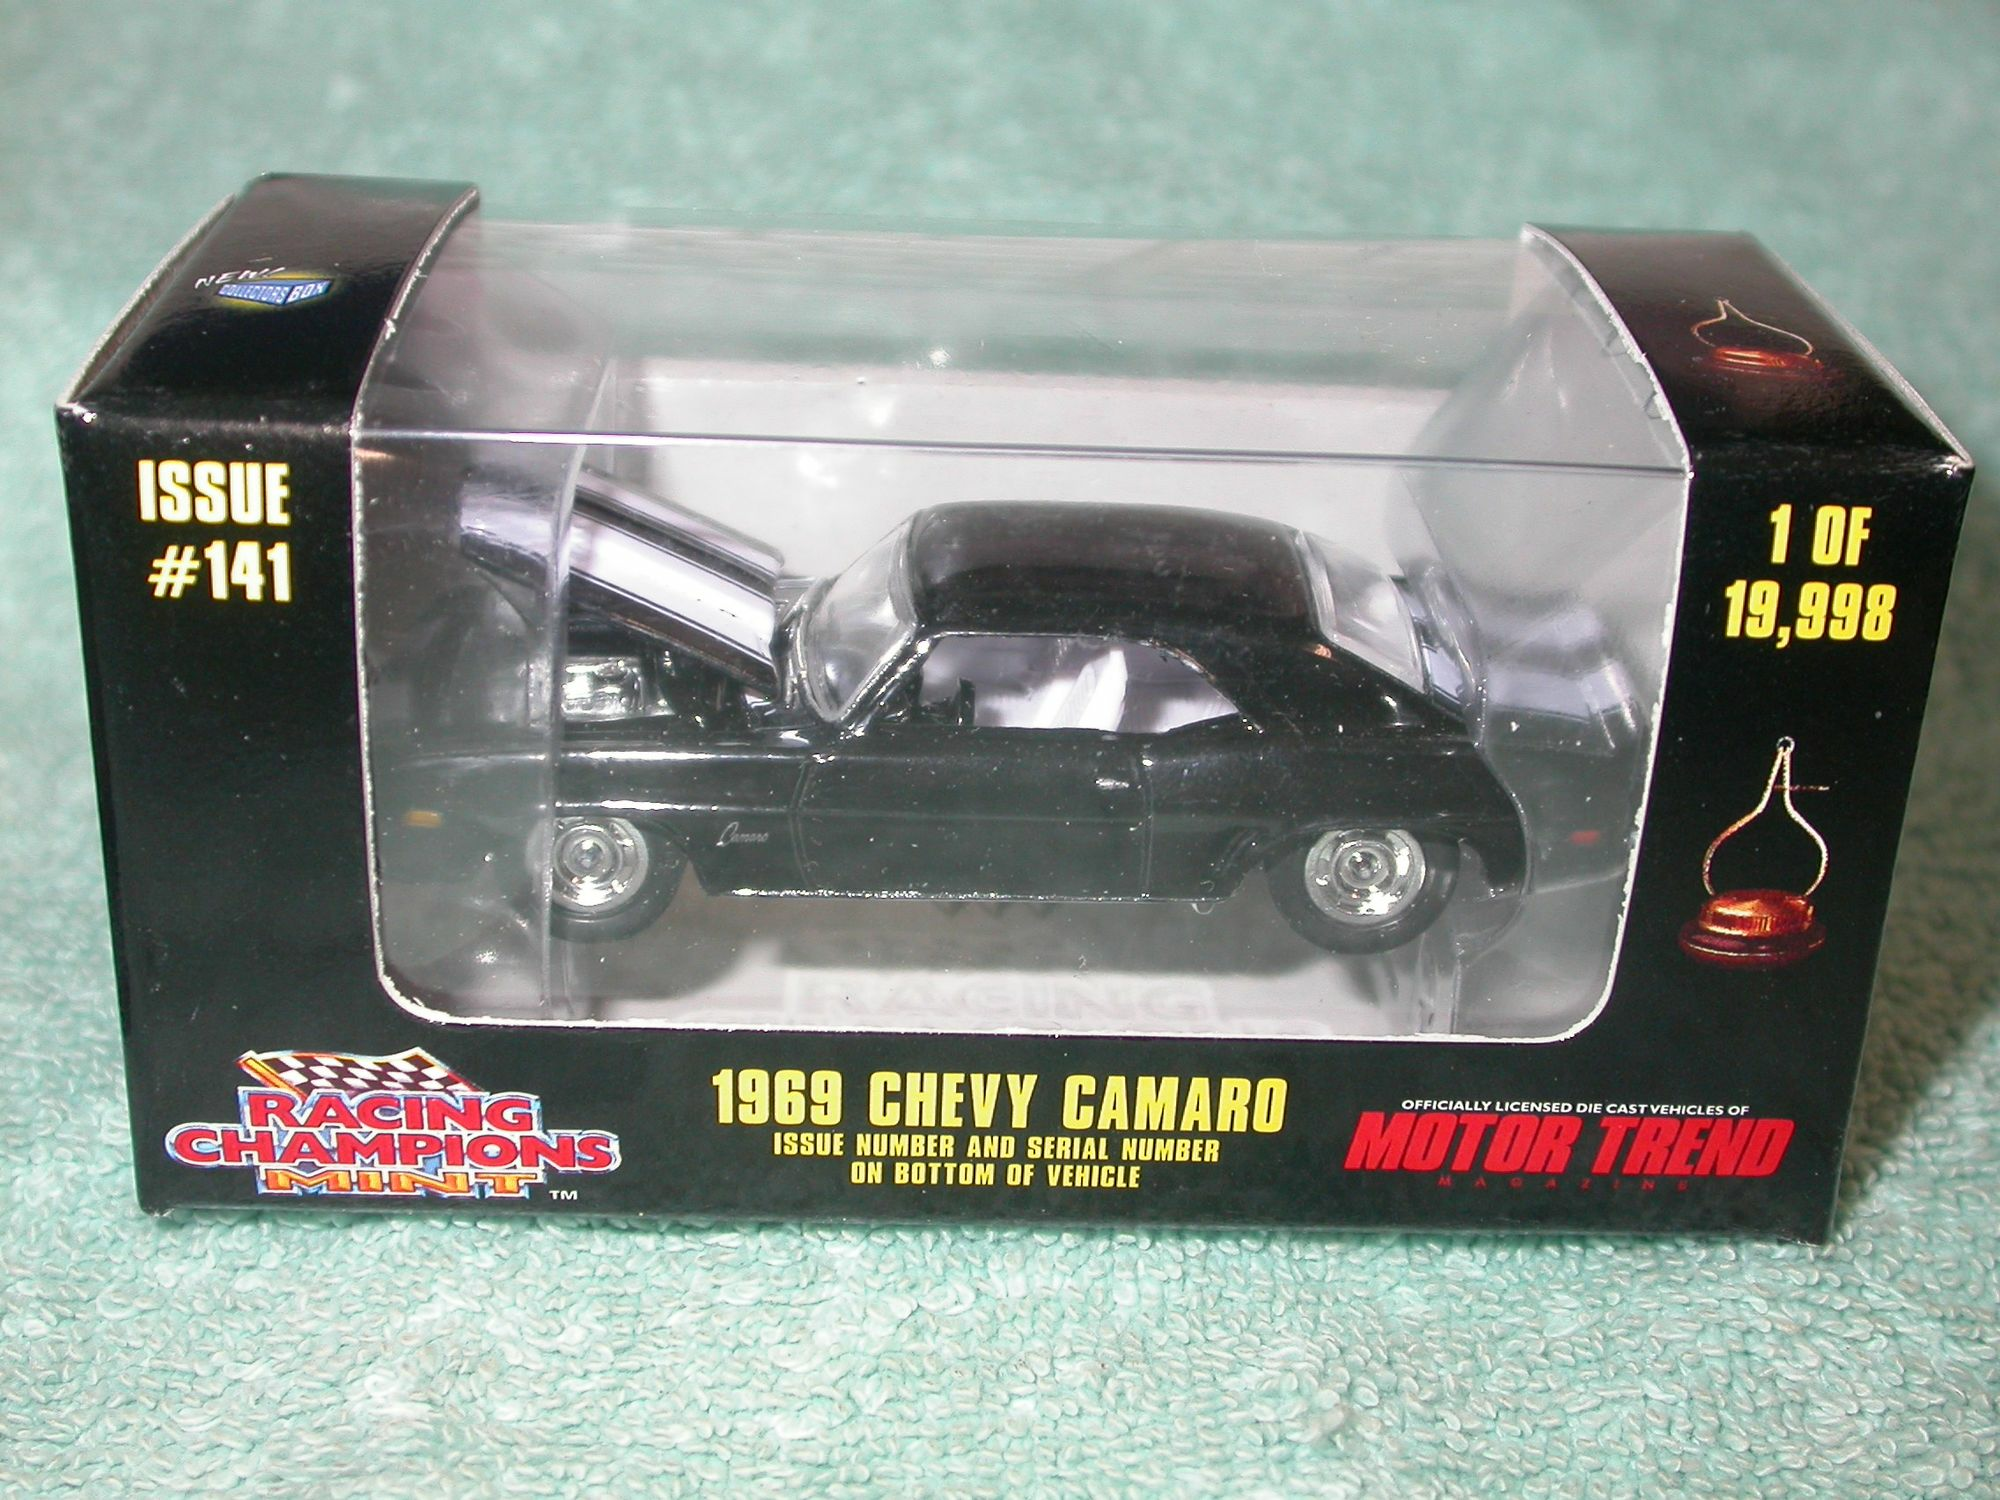 NEW!
COLLECTORS BOX
ISSUE
#141
1 OF
19,998
Camaro
RACING
RACING
CHAMPIONS
MINT ™
1969 CHEVY CAMARO
ISSUE NUMBER AND SERIAL NUMBER
ON BOTTOM OF VEHICLE
OFFICIALLY LICENSED DIE CAST VEHICLES OF
MOTOR TREND
MAGAZINE